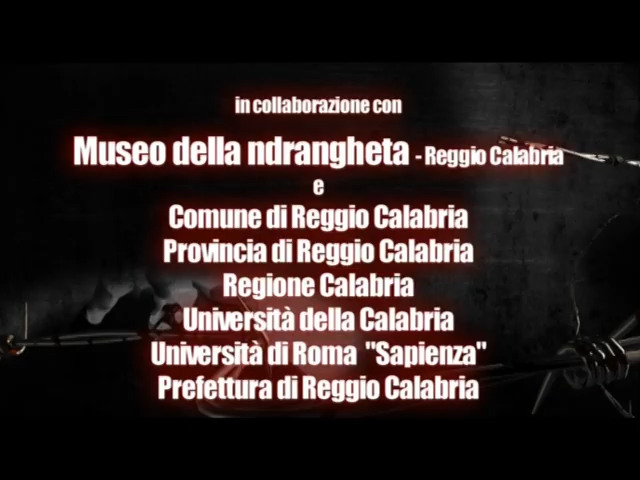 in collaborazione con
Museo della ndrangheta - Reggio Calabria
e
Comune di Reggio Calabria
Provincia di Reggio Calabria
Regione Calabria
Università della Calabria
Università di Roma "Sapienza"
Prefettura di Reggio Calabria